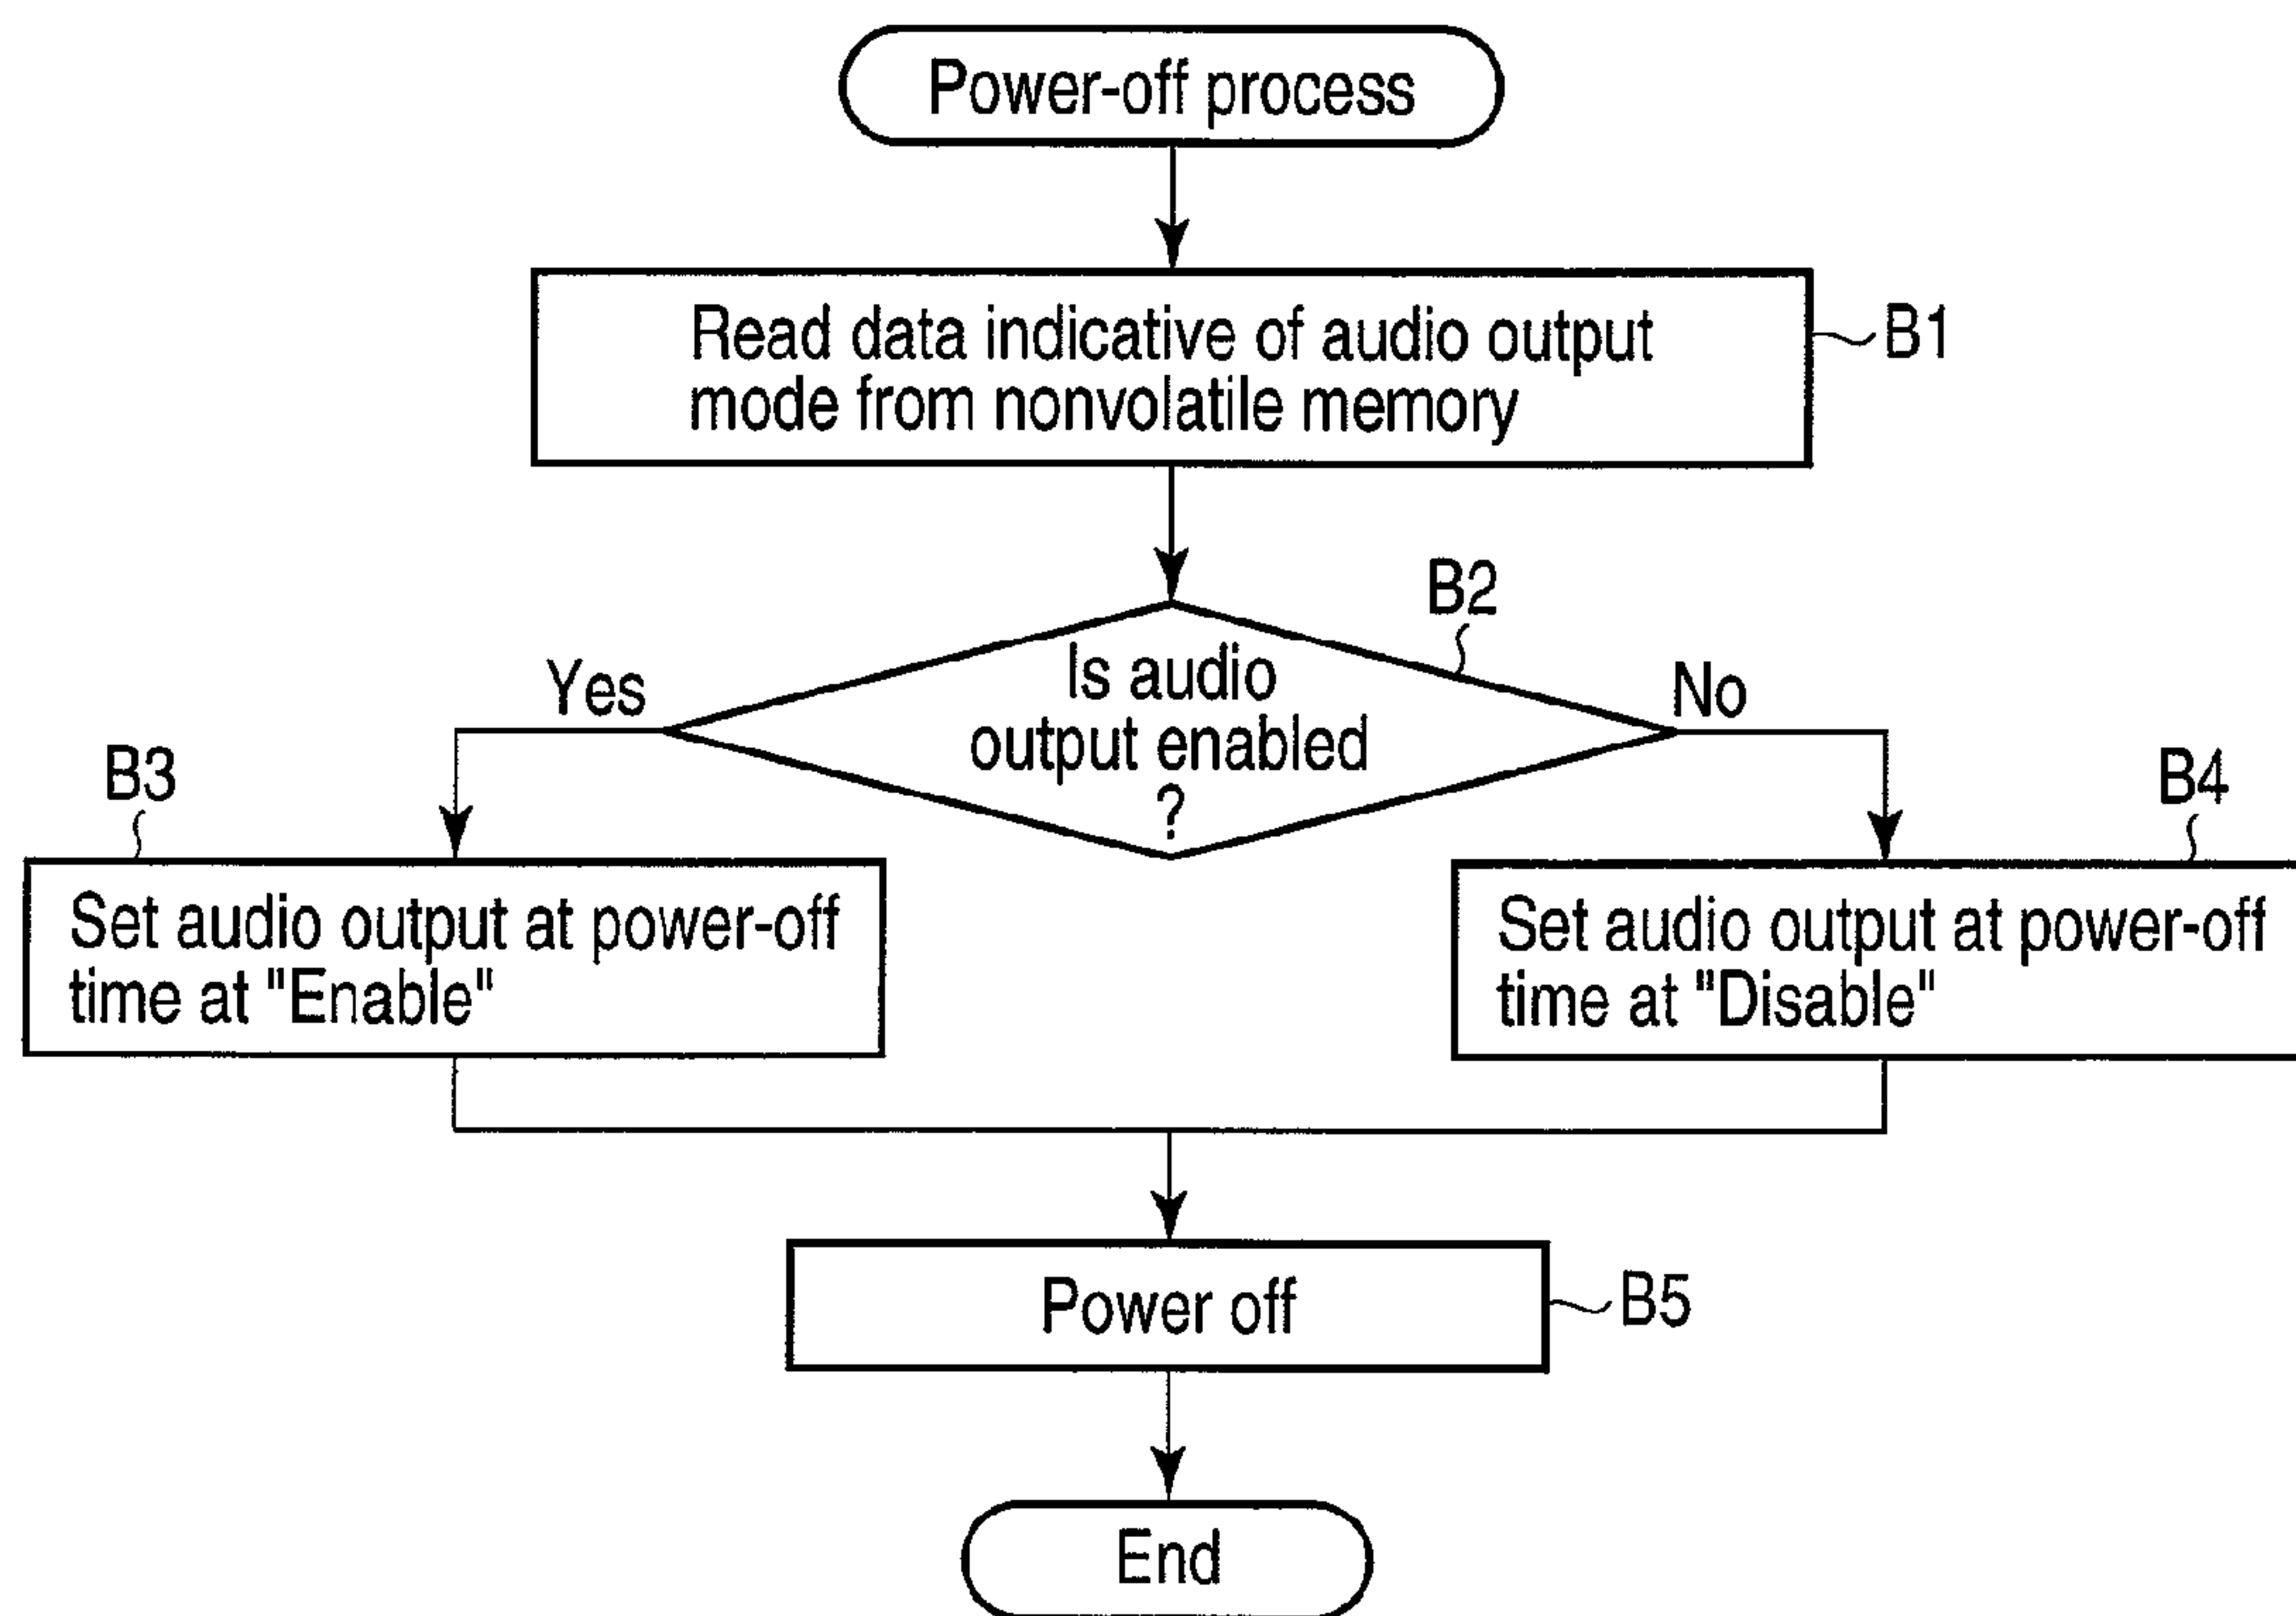 Power-off process
Read data indicative of audio output
mode from nonvolatile memory
B1
B2
Is audio
output enabled
?
Yes
No
B3
Set audio output at power-off
time at "Enable"
B4
Set audio output at power-off
time at "Disable"
Power off
B5
End